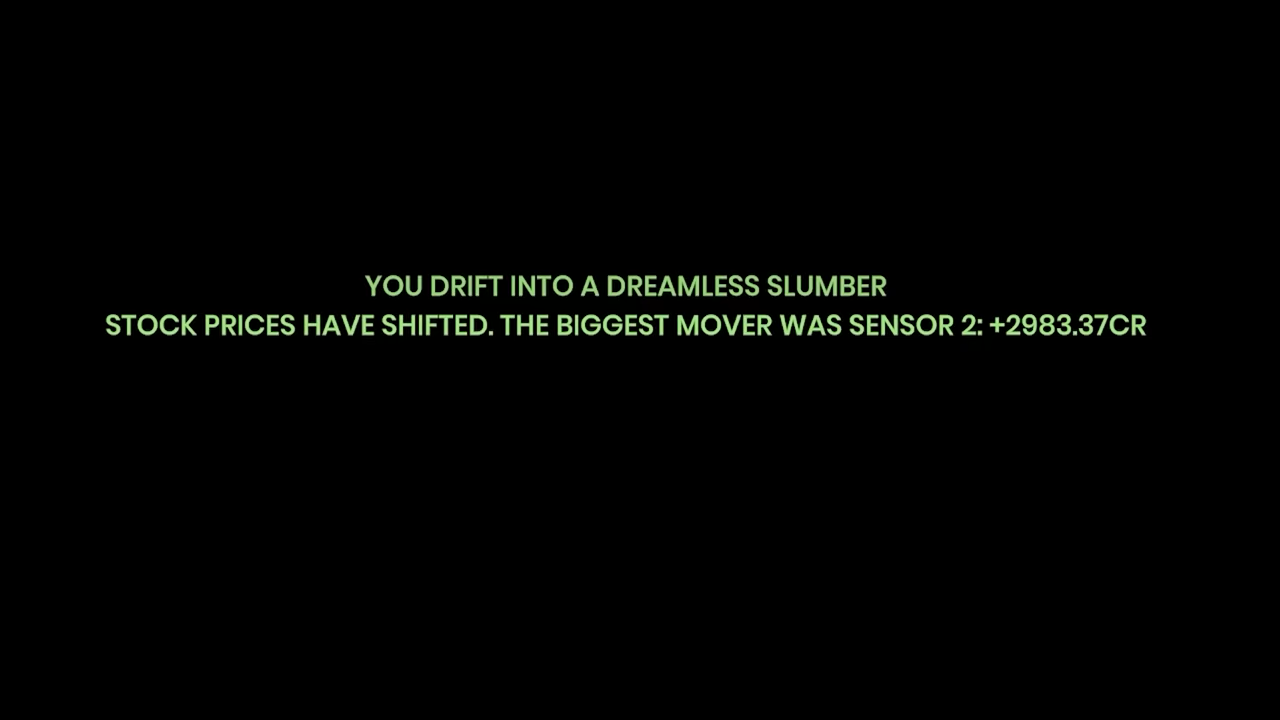 YOU DRIFT INTO A DREAMLESS SLUMBER
STOCK PRICES HAVE SHIFTED. THE BIGGEST MOVER WAS SENSOR 2: +2983.37CR